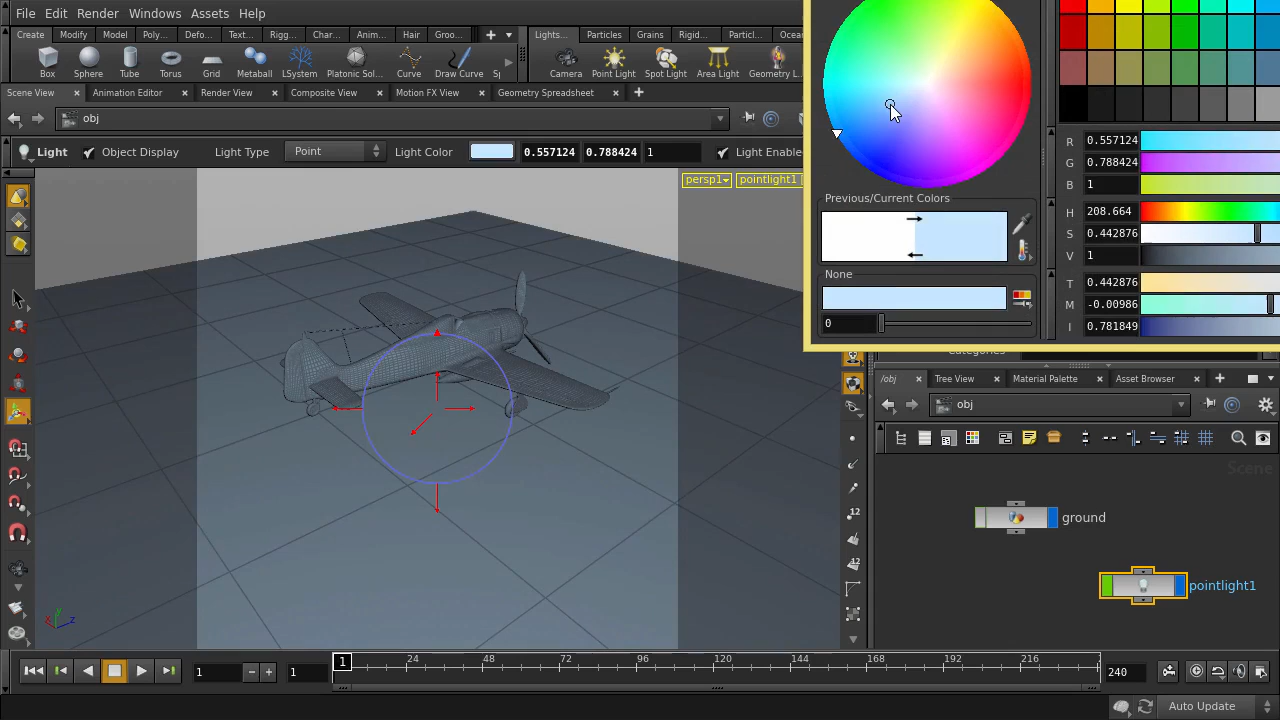 File Edit Render Windows Assets Help
Create Modify Model Poly... Defo... Text... Rigg... Char... Anim... Hair Groo...
Lights... Particles Grains Rigid... Particl... Ocean
Box Sphere Tube Torus Grid Metaball LSystem Platonic Sol... Curve Draw Curve
Camera Point Light Spot Light Area Light Geometry L...
Scene View Animation Editor Render View Composite View Motion FX View Geometry Spreadsheet
obj
Light Object Display Light Type Point Light Color 0.557124 0.788424 1 Light Enable
persp1 pointlight1
R 0.557124
G 0.788424
B 1
Previous/Current Colors
H 208.664
S 0.442876
V 1
None
0
T 0.442876
M -0.00986
I 0.781849
/obj Tree View Material Palette Asset Browser
obj
12
12
Scene
ground
pointlight1
y x z
1 1 1 24 48 72 96 120 144 168 192 216 240
Auto Update